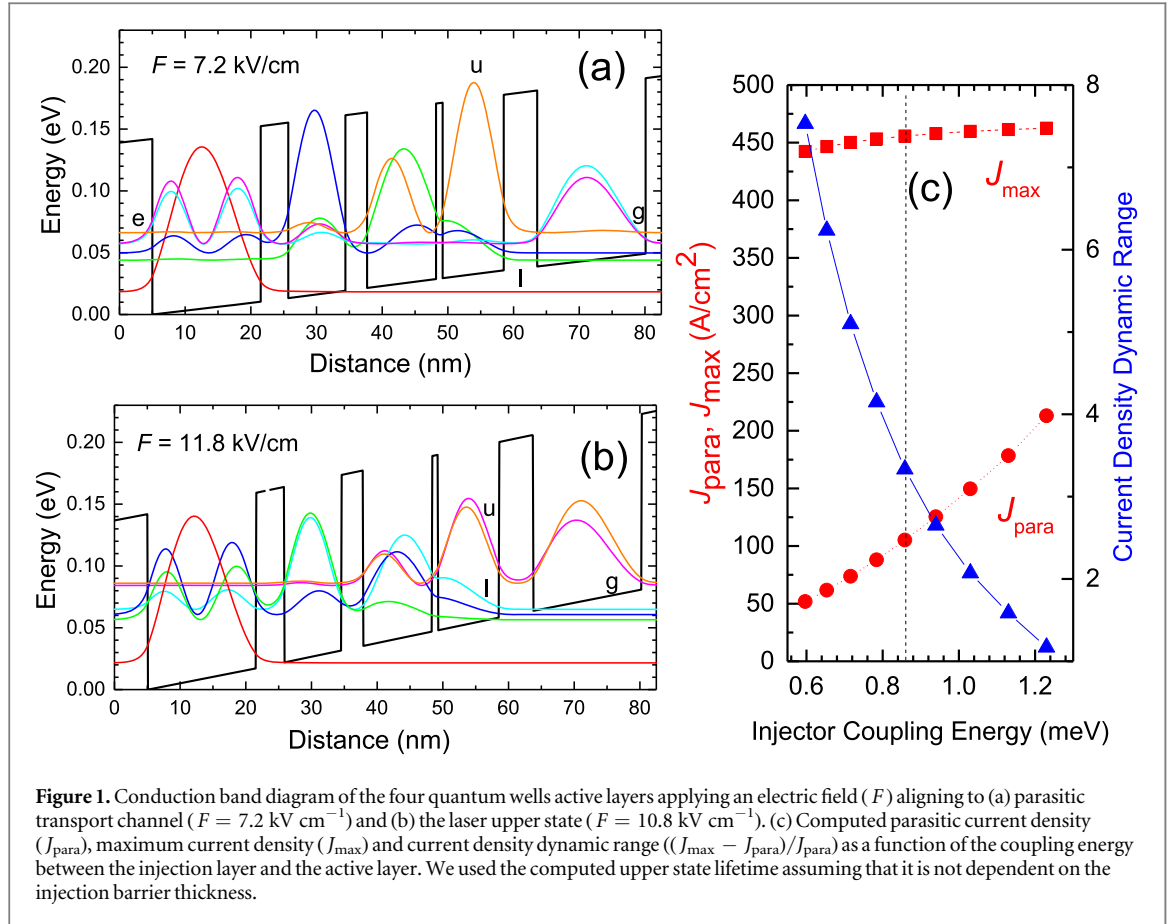 F = 7.2 kV/cm
(a)
u
e
g
l
0.20
0.15
0.10
0.05
0.00
Energy (eV)
0 10 20 30 40 50 60 70 80
Distance (nm)
F = 11.8 kV/cm
(b)
u
l
g
0.20
0.15
0.10
0.05
0.00
Energy (eV)
0 10 20 30 40 50 60 70 80
Distance (nm)
(c)
Jmax
Jpara
500
450
400
350
300
250
200
150
100
50
0
Jpara, Jmax (A/cm2)
8
6
4
2
Current Density Dynamic Range
0.6 0.8 1.0 1.2
Injector Coupling Energy (meV)
Figure 1. Conduction band diagram of the four quantum wells active layers applying an electric field (F) aligning to (a) parasitic
transport channel (F = 7.2 kV cm−1) and (b) the laser upper state (F = 10.8 kV cm−1). (c) Computed parasitic current density
(Jpara), maximum current density (Jmax) and current density dynamic range ((Jmax − Jpara)/Jpara) as a function of the coupling energy
between the injection layer and the active layer. We used the computed upper state lifetime assuming that it is not dependent on the
injection barrier thickness.